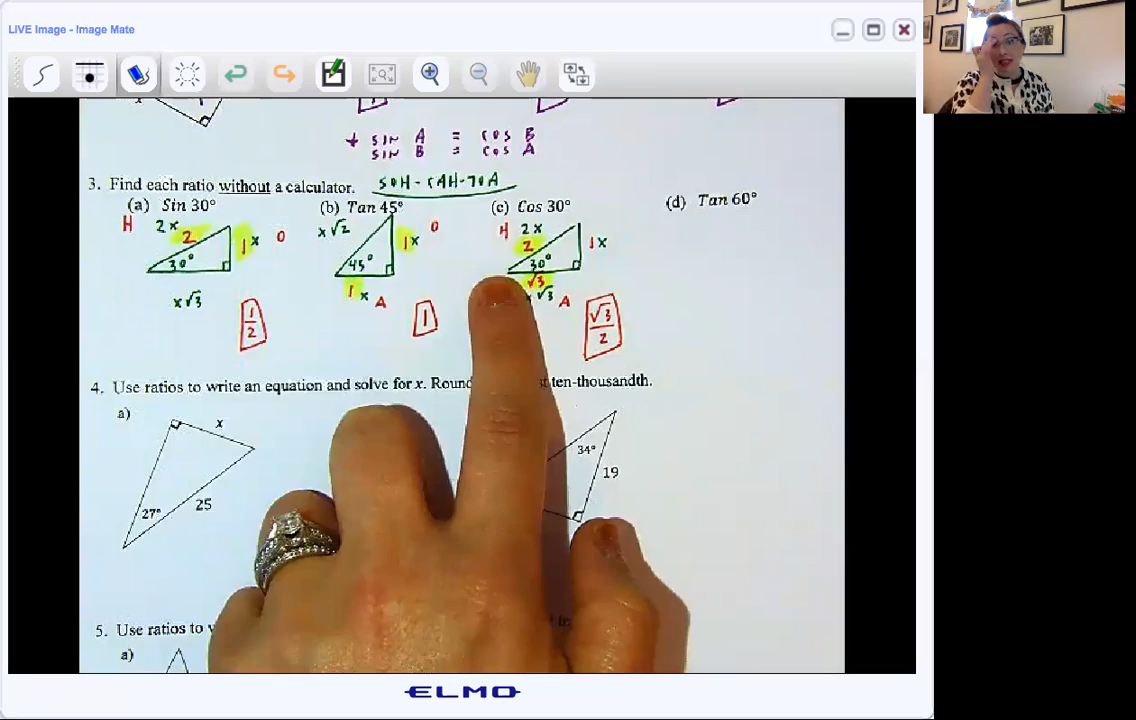 LIVE Image - Image Mate
* SIN A = COS B
SIN B = COS A
3. Find each ratio without a calculator. SOH-CAH-TOA
(a) Sin 30° (b) Tan 45° (c) Cos 30° (d) Tan 60°
H 2x 2 1x O 30° x√3 1/2
x√2 1x O 45° 1 x A 1
H 2x 2 1x 30° √3 x√3 A √3/2
4. Use ratios to write an equation and solve for x. Round ten-thousandth.
a)
x
27° 25
34°
19
5. Use ratios to
a)
ELMO